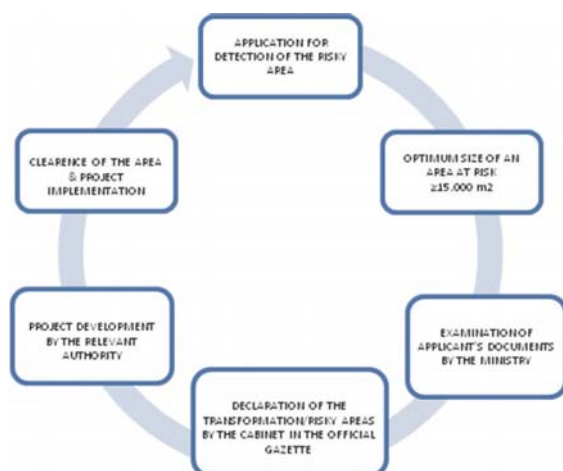 APPLICATION FOR
DETECTION OF THE RISKY
AREA
OPTIMUM SIZE OF AN
AREA AT RISK
≥15.000 m2
EXAMINATION OF
APPLICANT'S DOCUMENTS
BY THE MINISTRY
DECLARATION OF THE
TRANSFORMATION/RISKY AREAS
BY THE CABINET IN THE OFFICIAL
GAZETTE
PROJECT DEVELOPMENT
BY THE RELEVANT
AUTHORITY
CLEARENCE OF THE AREA
& PROJECT
IMPLEMENTATION